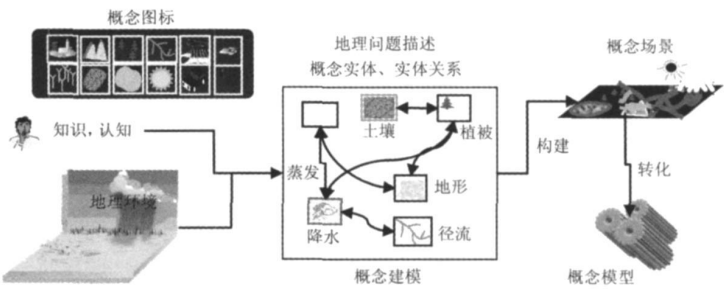 概念图标
地理问题描述
概念实体、实体关系
概念场景
知识，认知
土壤
植被
构建
蒸发
地形
转化
地理环境
降水
径流
概念建模
概念模型